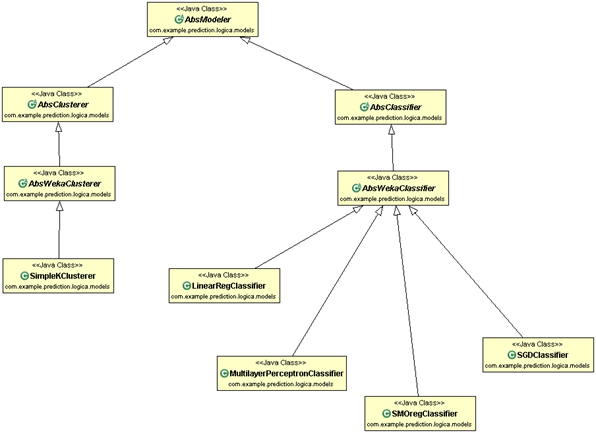 <<Java Class>>
AbsModeler
com.example.prediction.logica.models
<<Java Class>>
AbsClusterer
com.example.prediction.logica.models
<<Java Class>>
AbsClassifier
com.example.prediction.logica.models
<<Java Class>>
AbsWekaClusterer
com.example.prediction.logica.models
<<Java Class>>
AbsWekaClassifier
com.example.prediction.logica.models
<<Java Class>>
SimpleKClusterer
com.example.prediction.logica.models
<<Java Class>>
LinearRegClassifier
com.example.prediction.logica.models
<<Java Class>>
SGDClassifier
com.example.prediction.logica.models
<<Java Class>>
MultilayerPerceptronClassifier
com.example.prediction.logica.models
<<Java Class>>
SMOregClassifier
com.example.prediction.logica.models